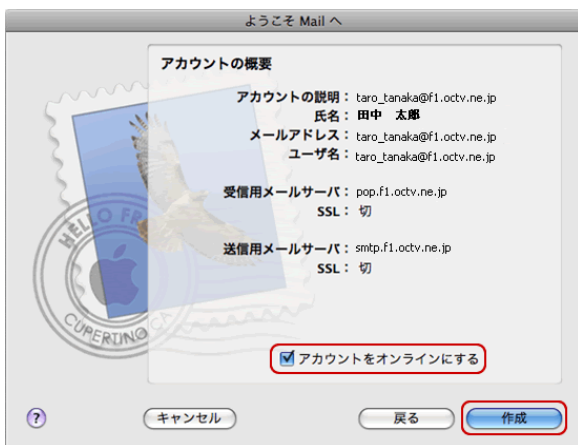 ようこそ Mail へ
アカウントの概要
アカウントの説明： taro_tanaka@f1.octv.ne.jp
氏名： 田中　太郎
メールアドレス： taro_tanaka@f1.octv.ne.jp
ユーザ名： taro_tanaka@f1.octv.ne.jp
受信用メールサーバ： pop.f1.octv.ne.jp
SSL： 切
送信用メールサーバ： smtp.f1.octv.ne.jp
SSL： 切
HELLO FR
CUPERTINO CA
アカウントをオンラインにする
?
キャンセル
戻る
作成